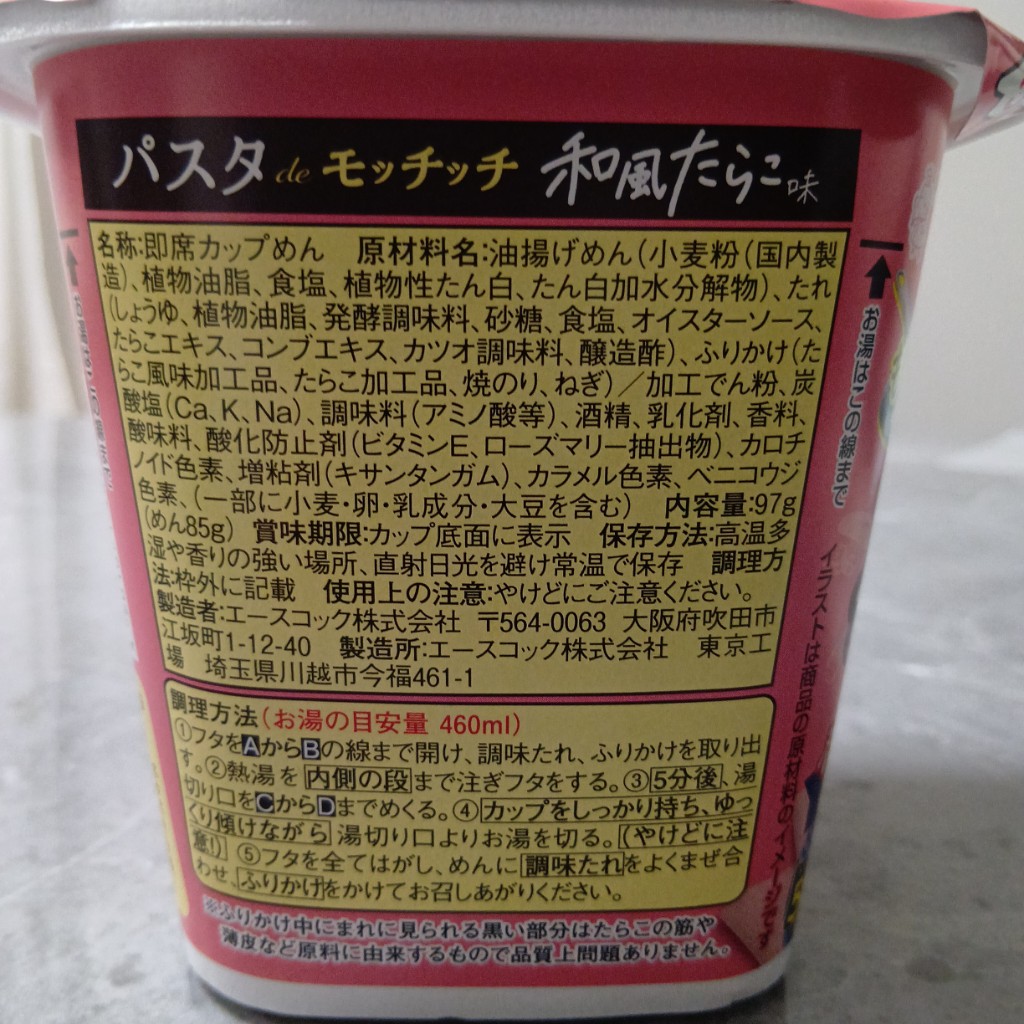 パスタ de モッチッチ 和風たらこ味
名称:即席カップめん 原材料名:油揚げめん(小麦粉(国内製
造)、植物油脂、食塩、植物性たん白、たん白加水分解物)、たれ
(しょうゆ、植物油脂、発酵調味料、砂糖、食塩、オイスターソース、
たらこエキス、コンブエキス、カツオ調味料、醸造酢)、ふりかけ(た
らこ風味加工品、たらこ加工品、焼のり、ねぎ)/加工でん粉、炭
酸塩(Ca、K、Na)、調味料(アミノ酸等)、酒精、乳化剤、香料、
酸味料、酸化防止剤(ビタミンE、ローズマリー抽出物)、カロチ
ノイド色素、増粘剤(キサンタンガム)、カラメル色素、ベニコウジ
色素、(一部に小麦・卵・乳成分・大豆を含む) 内容量:97g
(めん85g) 賞味期限:カップ底面に表示 保存方法:高温多
湿や香りの強い場所、直射日光を避け常温で保存 調理方
法:枠外に記載 使用上の注意:やけどにご注意ください。
製造者:エースコック株式会社 〒564-0063 大阪府吹田市
江坂町1-12-40 製造所:エースコック株式会社 東京工
場 埼玉県川越市今福461-1
調理方法(お湯の目安量 460ml)
①フタをAからBの線まで開け、調味たれ、ふりかけを取り出
す。②熱湯を内側の段まで注ぎフタをする。③5分後、湯
切り口をCからDまでめくる。④カップをしっかり持ち、ゆっ
くり傾けながら湯切り口よりお湯を切る。(やけどに注
意!) ⑤フタを全てはがし、めんに調味たれをよくまぜ合
わせ、ふりかけをかけてお召しあがりください。
※ふりかけ中にまれに見られる黒い部分はたらこの筋や
薄皮など原料に由来するもので品質上問題ありません。
お湯はこの線まで
イラストは商品の原材料のイメージです